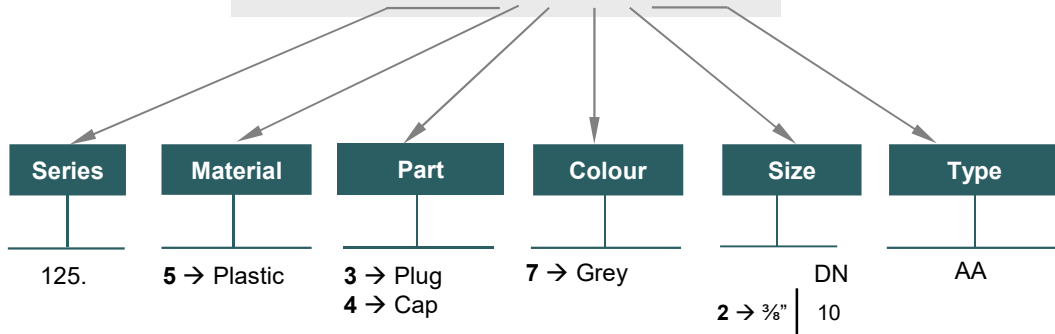 Series
Material
Part
Colour
Size
Type
125.
5 → Plastic
3 → Plug
4 → Cap
7 → Grey
DN
2 → ⅜” 10
AA